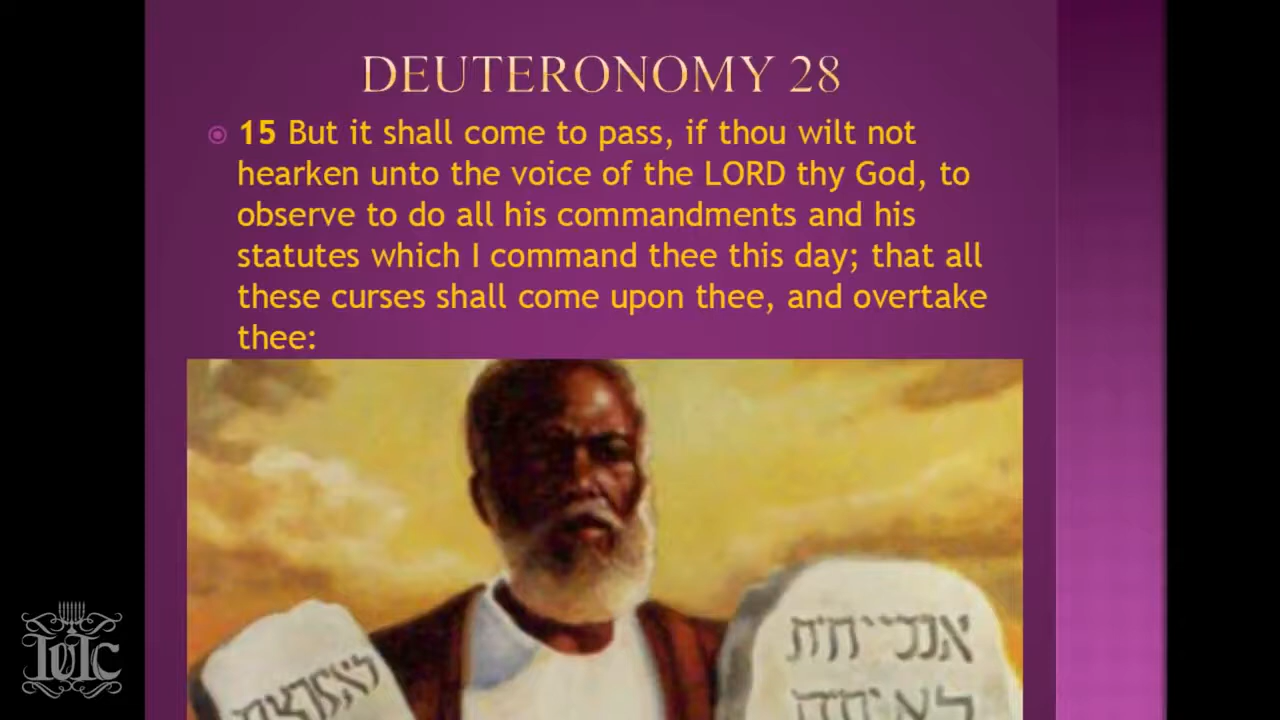 DEUTERONOMY 28
15 But it shall come to pass, if thou wilt not
hearken unto the voice of the LORD thy God, to
observe to do all his commandments and his
statutes which I command thee this day; that all
these curses shall come upon thee, and overtake
thee:
IUIC